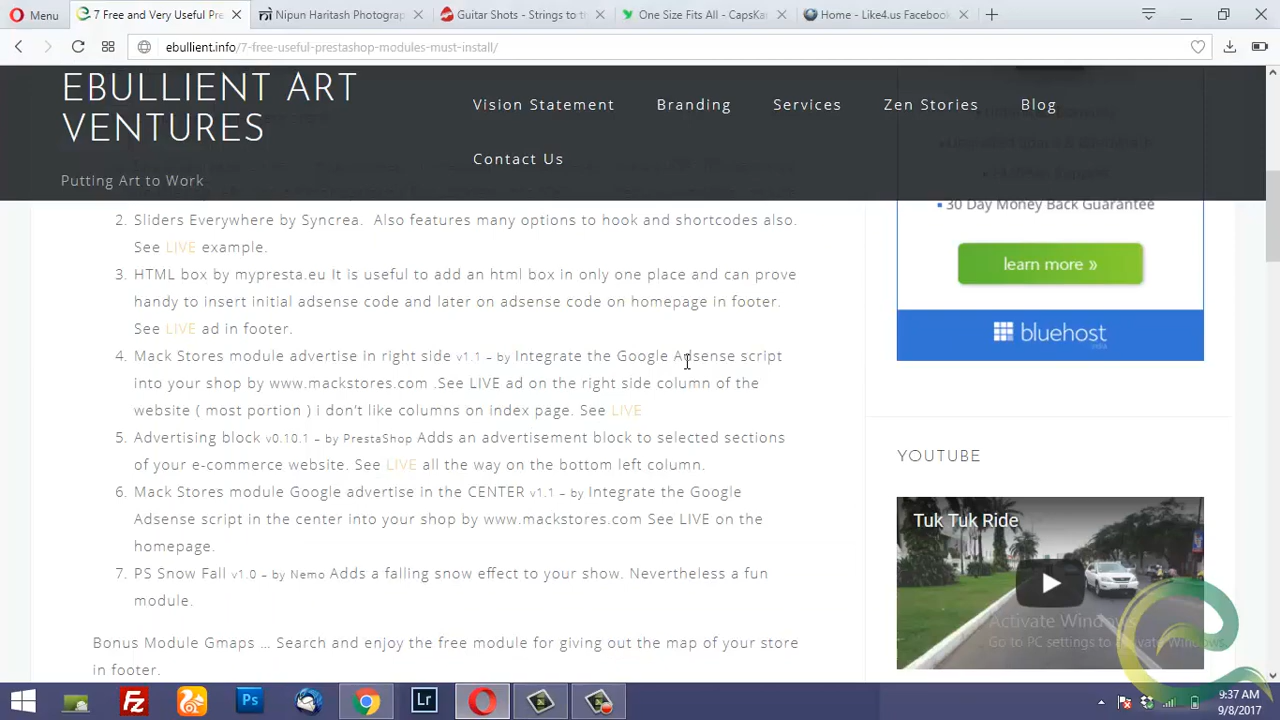 Menu
7 Free and Very Useful Pre
Nipun Haritash Photograp
Guitar Shots – Strings to th
One Size Fits All - CapsKa
Home - Like4.us Facebook
ebullient.info/7-free-useful-prestashop-modules-must-install/
EBULLIENT ART VENTURES
Putting Art to Work
Vision Statement
Branding
Services
Zen Stories
Blog
Contact Us
2. Sliders Everywhere by Syncrea. Also features many options to hook and shortcodes also.
See LIVE example.
3. HTML box by mypresta.eu It is useful to add an html box in only one place and can prove
handy to insert initial adsense code and later on adsense code on homepage in footer.
See LIVE ad in footer.
4. Mack Stores module advertise in right side v1.1 – by Integrate the Google Adsense script
into your shop by www.mackstores.com .See LIVE ad on the right side column of the
website ( most portion ) i don't like columns on index page. See LIVE
5. Advertising block v0.10.1 – by PrestaShop Adds an advertisement block to selected sections
of your e-commerce website. See LIVE all the way on the bottom left column.
6. Mack Stores module Google advertise in the CENTER v1.1 – by Integrate the Google
Adsense script in the center into your shop by www.mackstores.com See LIVE on the
homepage.
7. PS Snow Fall v1.0 – by Nemo Adds a falling snow effect to your show. Nevertheless a fun
module.
Bonus Module Gmaps ... Search and enjoy the free module for giving out the map of your store
in footer.
30 Day Money Back Guarantee
learn more »
bluehost
india
YOUTUBE
Tuk Tuk Ride
Activate Windows
Go to PC settings to activate Windows.
Ps
Lr
9:37 AM
9/8/2017